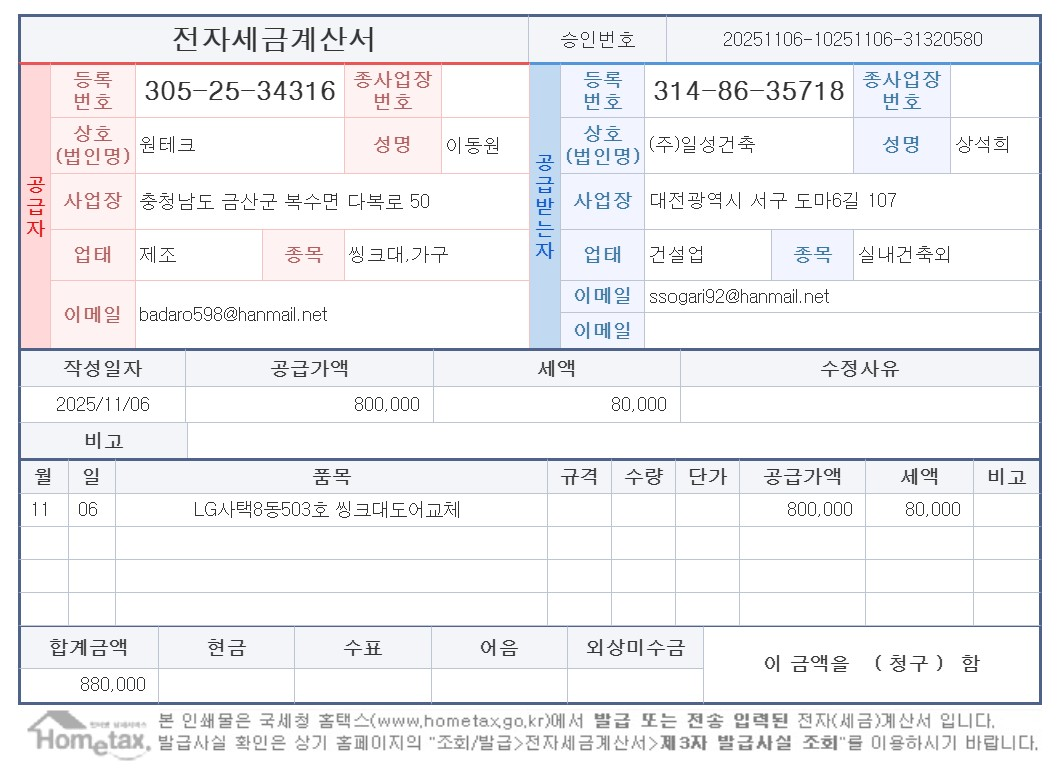 전자세금계산서 승인번호 20251106-10251106-31320580
공급자
등록번호 305-25-34316 종사업장번호
상호(법인명) 원테크 성명 이동원
사업장 충청남도 금산군 복수면 다복로 50
업태 제조 종목 씽크대,가구
이메일 badaro598@hanmail.net
공급받는자
등록번호 314-86-35718 종사업장번호
상호(법인명) (주)일성건축 성명 상석희
사업장 대전광역시 서구 도마6길 107
업태 건설업 종목 실내건축외
이메일 ssogari92@hanmail.net
이메일
작성일자 공급가액 세액 수정사유
2025/11/06 800,000 80,000
비고
월 일 품목 규격 수량 단가 공급가액 세액 비고
11 06 LG사택8동503호 씽크대도어교체 800,000 80,000
합계금액 현금 수표 어음 외상미수금 이 금액을 ( 청구 ) 함
880,000
Hometax. 본 인쇄물은 국세청 홈택스(www.hometax.go.kr)에서 발급 또는 전송 입력된 전자(세금)계산서 입니다.
발급사실 확인은 상기 홈페이지의 "조회/발급>전자세금계산서>제3자 발급사실 조회"를 이용하시기 바랍니다.